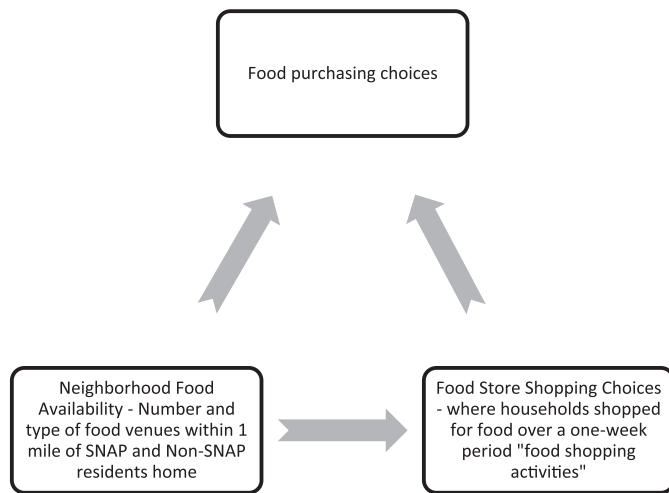 Food purchasing choices
Neighborhood Food
Availability - Number and
type of food venues within 1
mile of SNAP and Non-SNAP
residents home
Food Store Shopping Choices
- where households shopped
for food over a one-week
period "food shopping
activities"